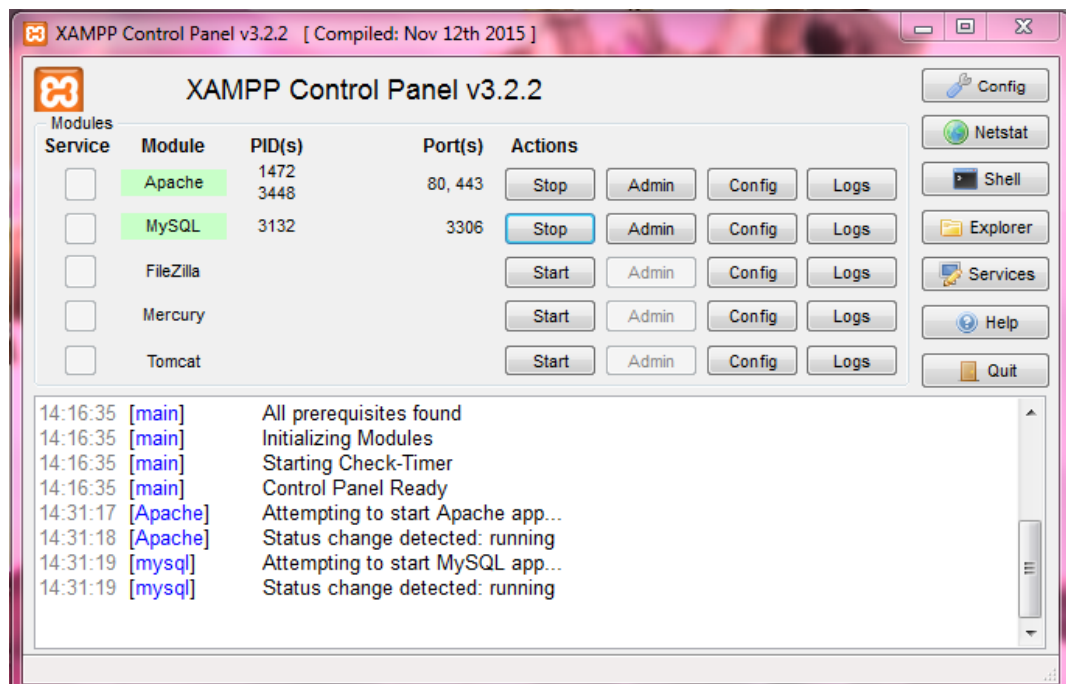 XAMPP Control Panel v3.2.2 [ Compiled: Nov 12th 2015 ]
XAMPP Control Panel v3.2.2
Config
Modules
Service Module PID(s) Port(s) Actions
Netstat
Apache 1472 3448 80, 443 Stop Admin Config Logs
Shell
MySQL 3132 3306 Stop Admin Config Logs
Explorer
FileZilla Start Admin Config Logs
Services
Mercury Start Admin Config Logs
Help
Tomcat Start Admin Config Logs
Quit
14:16:35 [main] All prerequisites found
14:16:35 [main] Initializing Modules
14:16:35 [main] Starting Check-Timer
14:16:35 [main] Control Panel Ready
14:31:17 [Apache] Attempting to start Apache app...
14:31:18 [Apache] Status change detected: running
14:31:19 [mysql] Attempting to start MySQL app...
14:31:19 [mysql] Status change detected: running